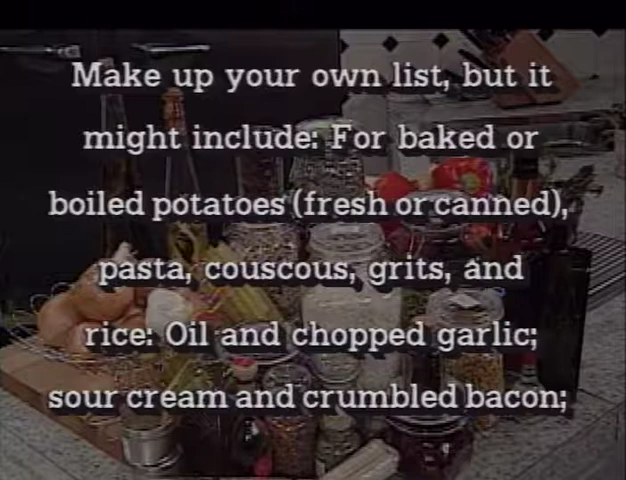 Make up your own list, but it
might include: For baked or
boiled potatoes (fresh or canned),
pasta, couscous, grits, and
rice: Oil and chopped garlic;
sour cream and crumbled bacon;